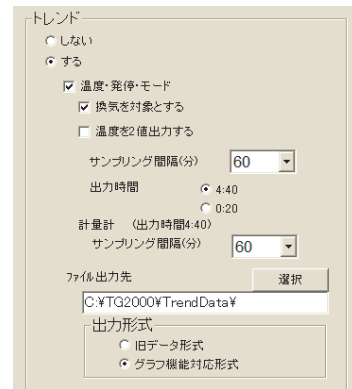 トレンド
しない
する
温度・発停・モード
換気を対象とする
温度を2値出力する
サンプリング間隔(分) 60
出力時間 4:40
0:20
計量計 (出力時間4:40)
サンプリング間隔(分) 60
ファイル出力先 選択
C:¥TG2000¥TrendData¥
出力形式
旧データ形式
グラフ機能対応形式